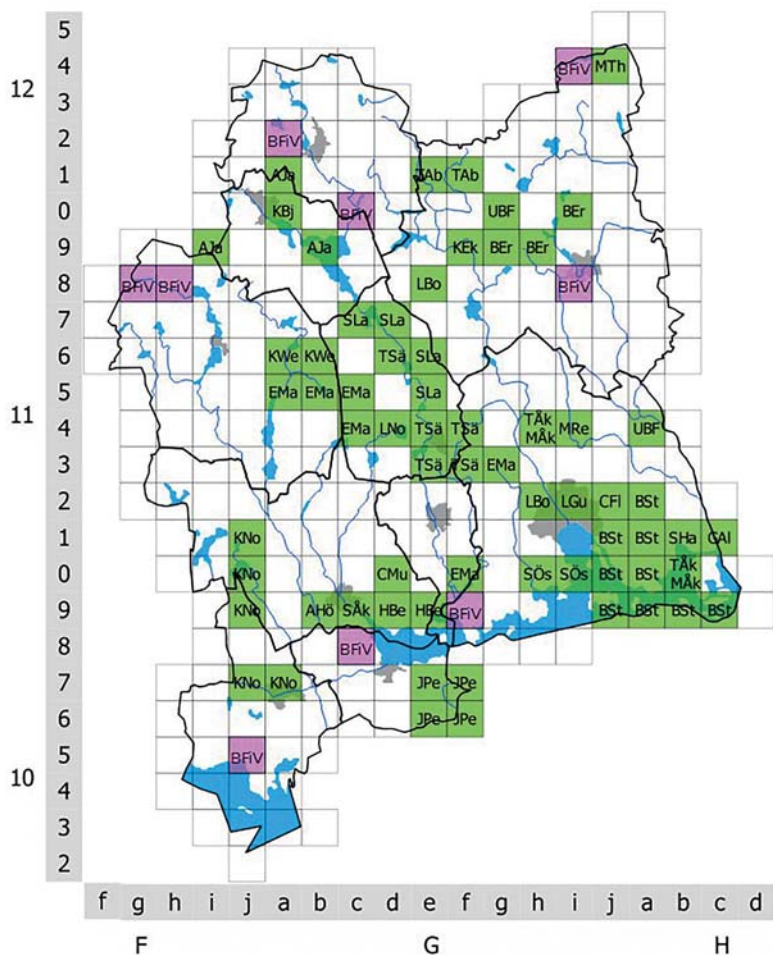 5
12 4 BFiV MTh
3
2 BFiV
1 AJa TAb TAb
0 KBj BFiV UBF BEr
9 AJa AJa KEk BEr BEr
8 BFiV BFiV LBo BFiV
7 SLa SLa
6 KWe KWe TSä SLa
5 EMa EMa EMa SLa
11 4 EMa LNo TSä TSä TÅk MÅk MRe UBF
3 TSä TSä EMa
2 LBo LGu CFl BSt
1 KNo BSt BSt SHa GAl
0 KNo CMu EMa SÖs SÖs BSt BSt TÅk MÅk
9 KNo AHö SÅk HBe HBe BFiV BSt BSt BSt BSt
8 BFiV
7 KNo KNo JPe JPe
6 JPe JPe
5 BFiV
10
4
3
2
f g h i j a b c d e f g h i j a b c d
F G H